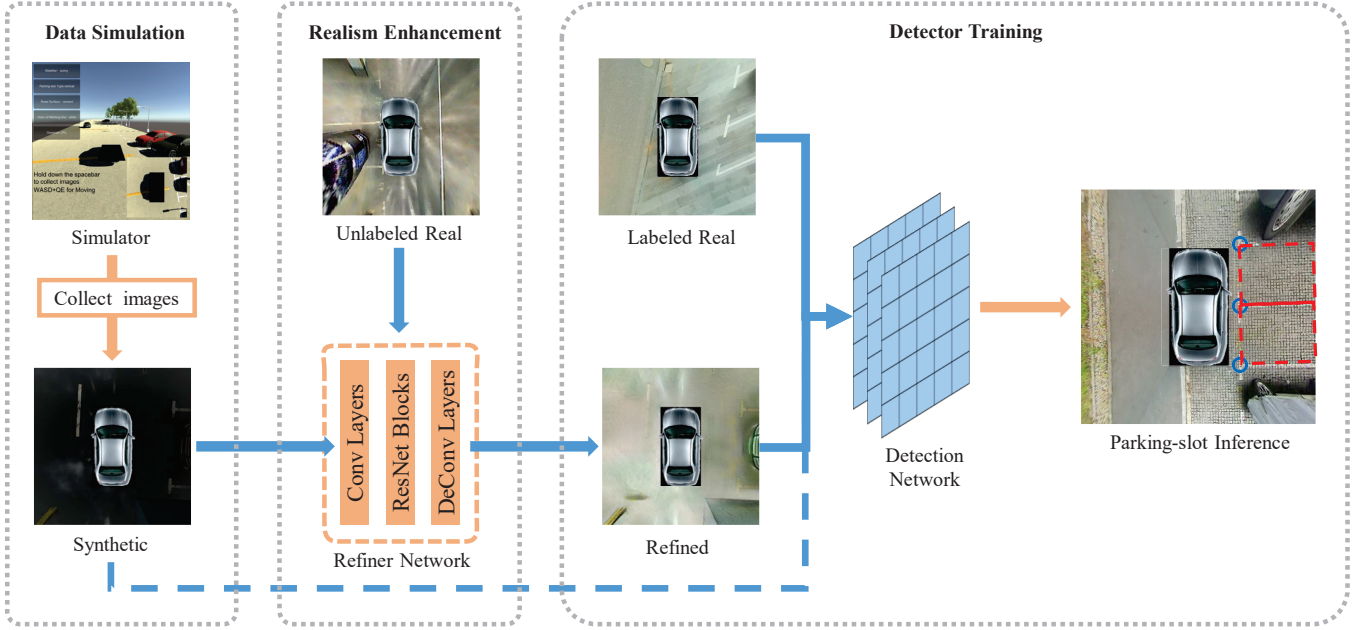 Data Simulation
Realism Enhancement
Detector Training
Hold down the spacebar
to collect images
WASD+QE for Moving
Simulator
Collect images
Synthetic
Unlabeled Real
Conv Layers
ResNet Blocks
DeConv Layers
Refiner Network
Labeled Real
Refined
Detection
Network
Parking-slot Inference